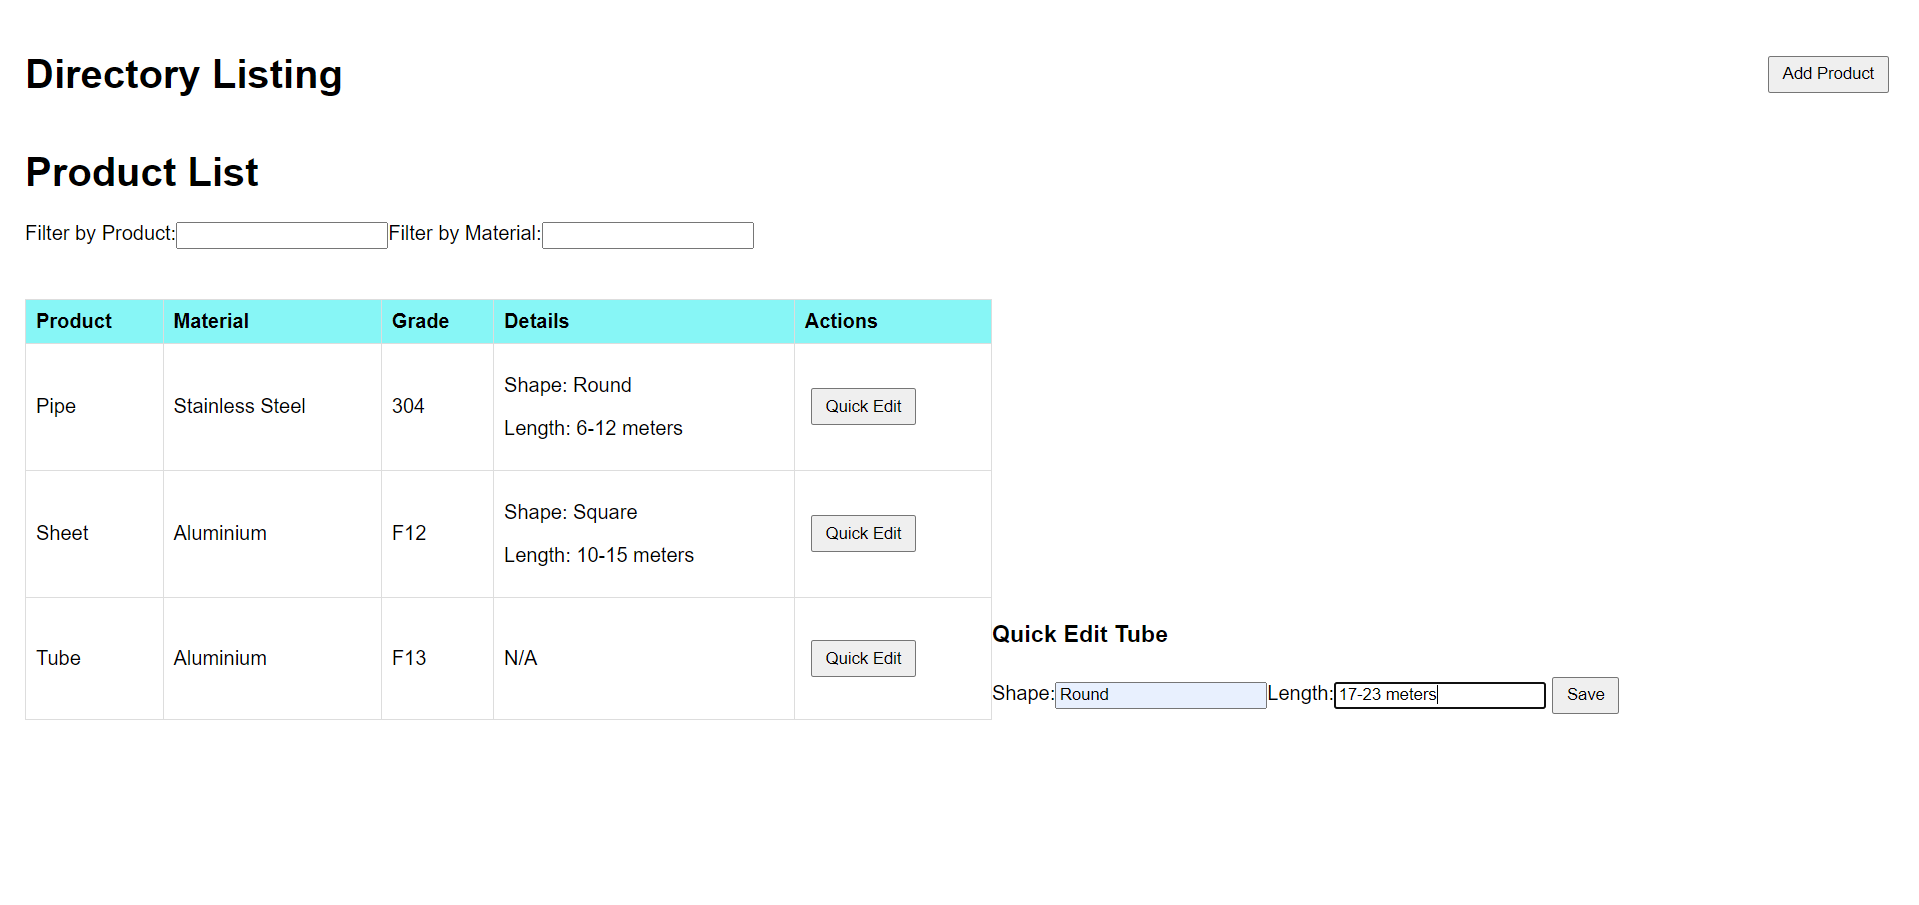 Directory Listing
Add Product
Product List
Filter by Product: Filter by Material:
Product Material Grade Details Actions
Pipe Stainless Steel 304 Shape: Round
Length: 6-12 meters
Quick Edit
Sheet Aluminium F12 Shape: Square
Length: 10-15 meters
Quick Edit
Tube Aluminium F13 N/A Quick Edit
Quick Edit Tube
Shape: Round Length: 17-23 meters Save